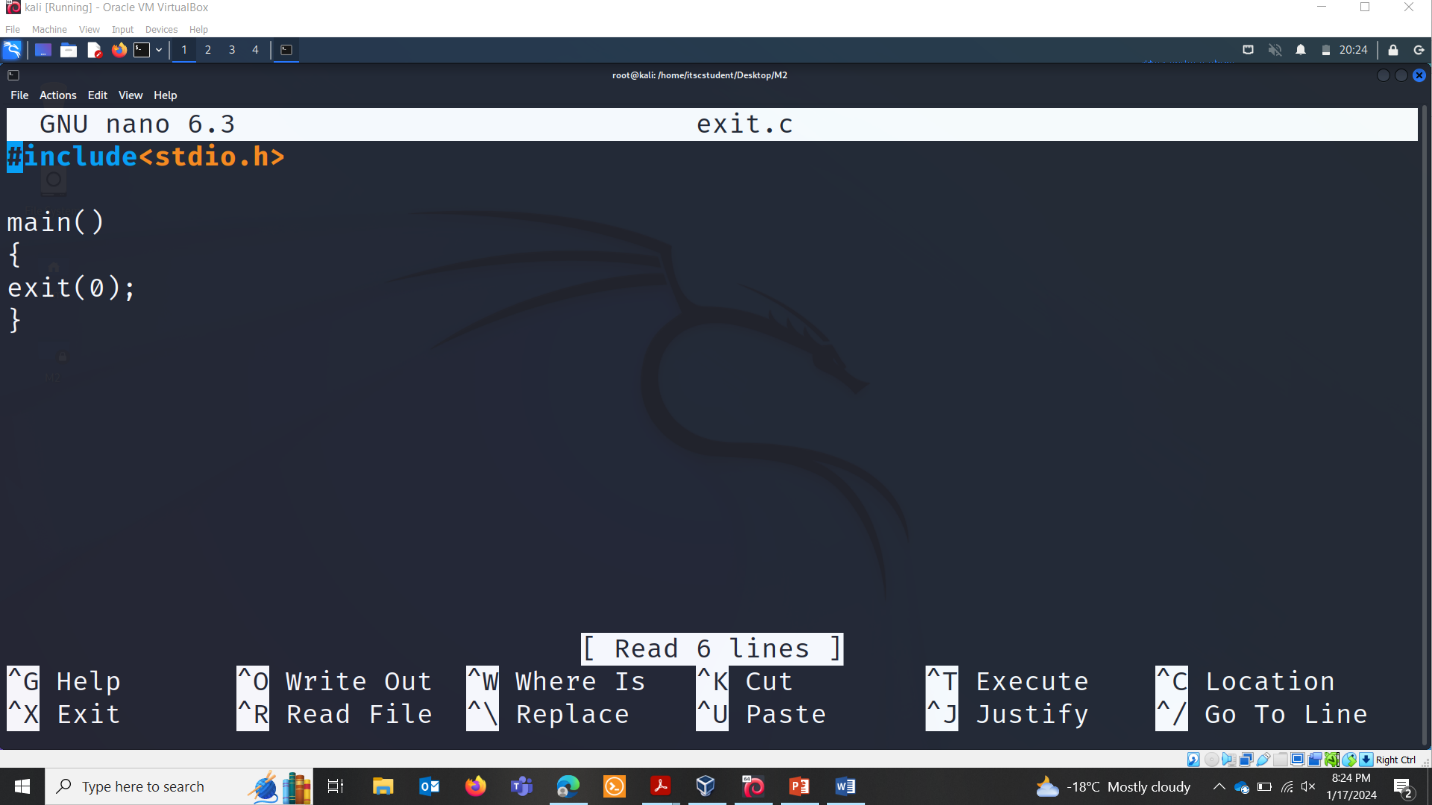 kali [Running] - Oracle VM VirtualBox
File Machine View Input Devices Help
1 2 3 4 20:24
root@kali: /home/itscstudent/Desktop/M2
File Actions Edit View Help
GNU nano 6.3 exit.c
#include<stdio.h>
main()
{
exit(0);
}
[ Read 6 lines ]
^G Help ^O Write Out ^W Where Is ^K Cut ^T Execute ^C Location
^X Exit ^R Read File ^\ Replace ^U Paste ^J Justify ^/ Go To Line
Right Ctrl
Type here to search
-18°C Mostly cloudy
8:24 PM
1/17/2024
2